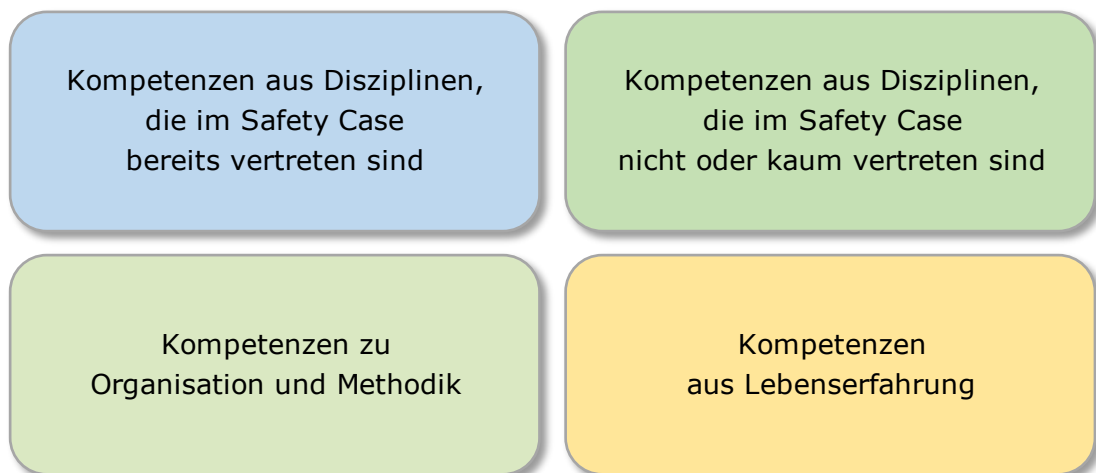 Kompetenzen aus Disziplinen,
die im Safety Case
bereits vertreten sind
Kompetenzen aus Disziplinen,
die im Safety Case
nicht oder kaum vertreten sind
Kompetenzen zu
Organisation und Methodik
Kompetenzen
aus Lebenserfahrung